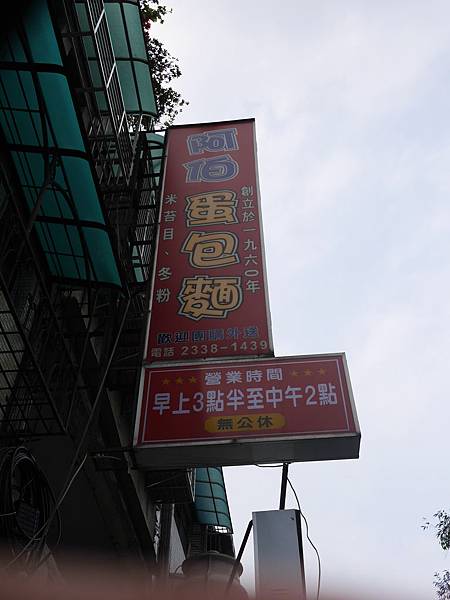 阿伯蛋包麵
創立於一九六〇年
米苔目、冬粉
歡迎團購外送
電話 2338-1439
營業時間
早上3點半至中午2點
無公休